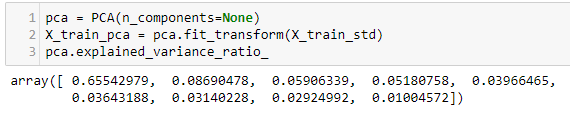 1 pca = PCA(n_components=None)
2 X_train_pca = pca.fit_transform(X_train_std)
3 pca.explained_variance_ratio_
array([ 0.65542979,  0.08690478,  0.05906339,  0.05180758,  0.03966465,
        0.03643188,  0.03140228,  0.02924992,  0.01004572])